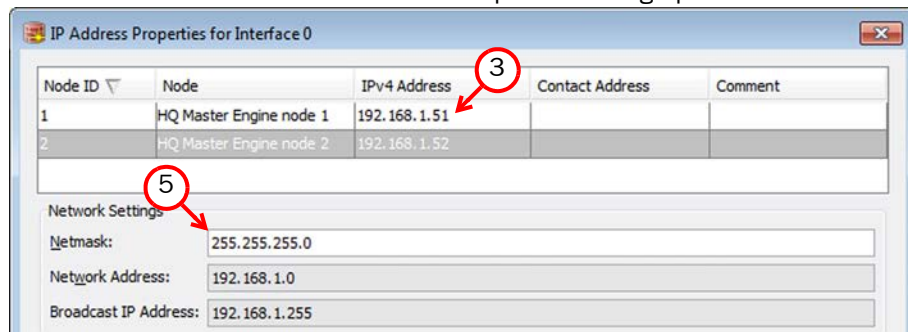 IP Address Properties for Interface 0
3
Node ID Node IPv4 Address Contact Address Comment
1 HQ Master Engine node 1 192.168.1.51
2 HQ Master Engine node 2 192.168.1.52
5
Network Settings
Netmask: 255.255.255.0
Network Address: 192.168.1.0
Broadcast IP Address: 192.168.1.255